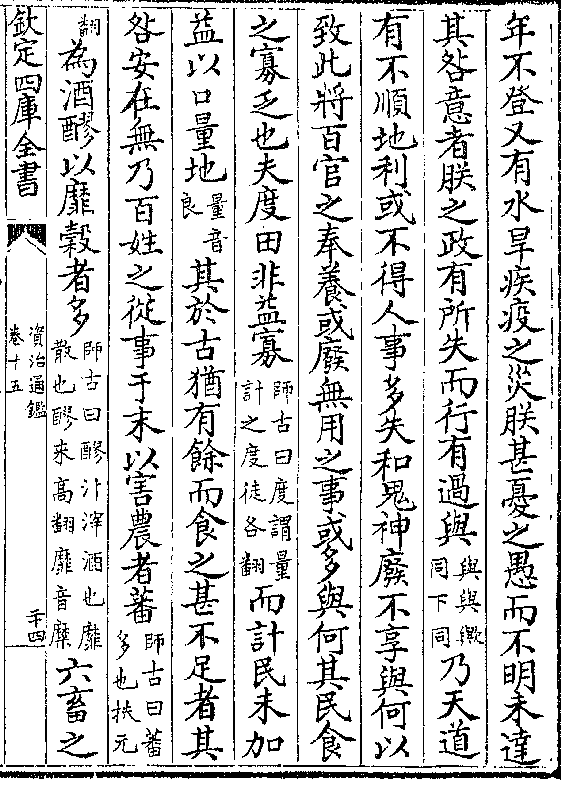 年不登又有水旱疾疫之災朕甚憂之愚而不明未達
其咎意者朕之政有所失而行有過與與與歟同下同乃天道
有不順地利或不得人事多失和鬼神廢不享與何以
致此將百官之奉養或廢無用之事或多與何其民食
之寡乏也夫度田非益寡師古曰度謂量計之度徒各翻而計民未加
益以口量地量音良其於古猶有餘而食之甚不足者其
咎安在無乃百姓之從事于末以害農者蕃師古曰蕃多也扶元
翻為酒醪以靡穀者多師古曰醪汁滓酒也靡散也醪來高翻靡音糜六畜之
欽定四庫全書
資治通鑑
卷十五
二十四